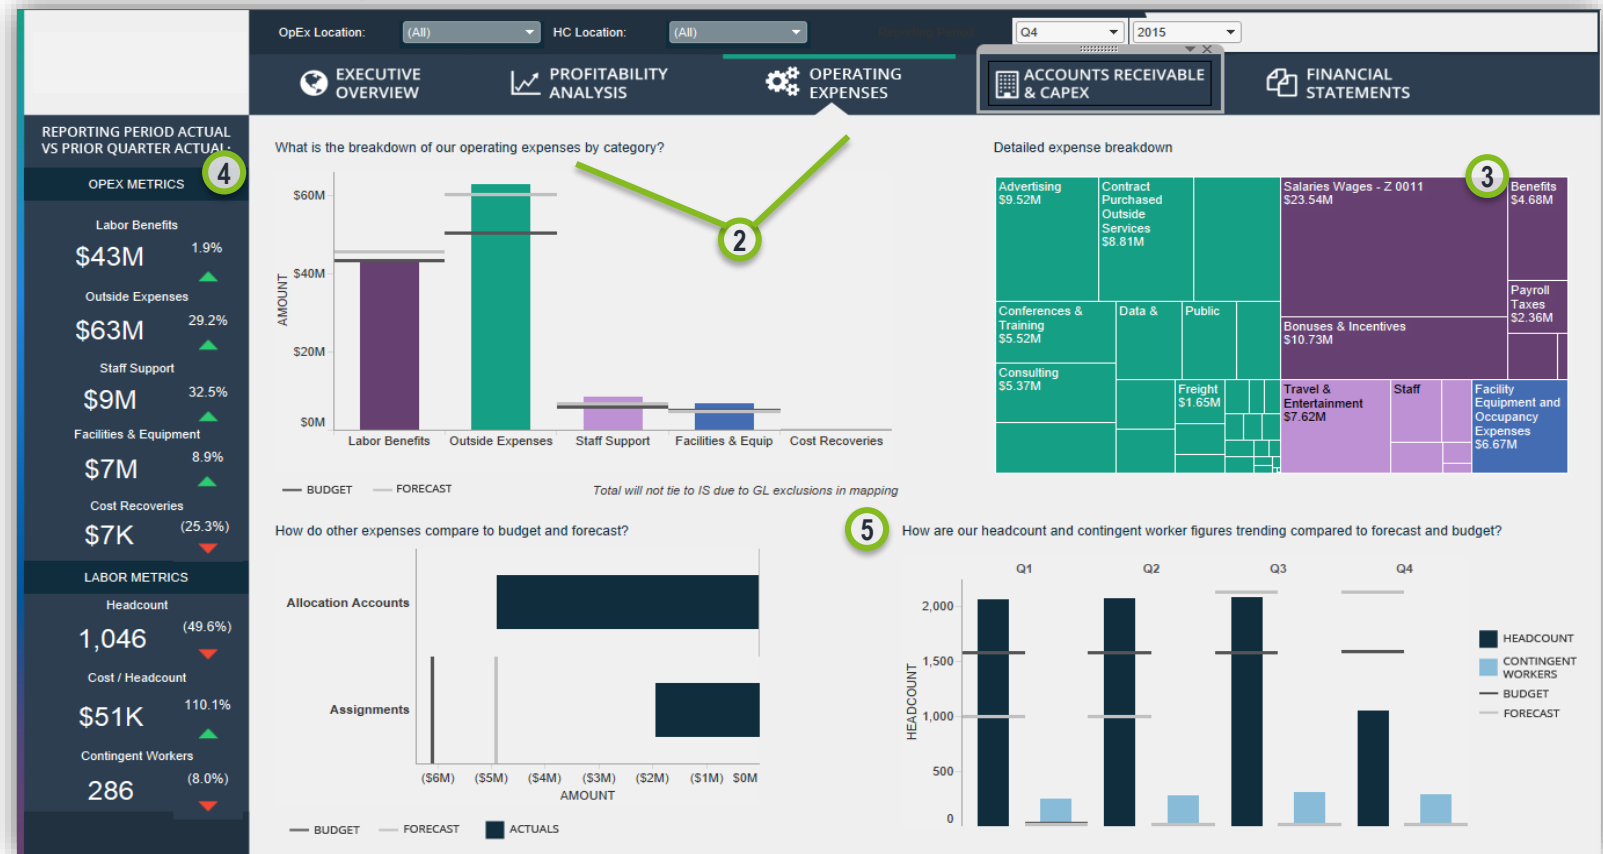 OpEx Location:
(All)
HC Location:
(All)
Q4
2015
EXECUTIVE
OVERVIEW
PROFITABILITY
ANALYSIS
OPERATING
EXPENSES
ACCOUNTS RECEIVABLE
& CAPEX
FINANCIAL
STATEMENTS
REPORTING PERIOD ACTUAL
VS PRIOR QUARTER ACTUAL:
4
OPEX METRICS
Labor Benefits
$43M
1.9%
Outside Expenses
$63M
29.2%
Staff Support
$9M
32.5%
Facilities & Equipment
$7M
8.9%
Cost Recoveries
$7K
(25.3%)
LABOR METRICS
Headcount
1,046
(49.6%)
Cost / Headcount
$51K
110.1%
Contingent Workers
286
(8.0%)
What is the breakdown of our operating expenses by category?
2
$60M
$40M
$20M
$0M
AMOUNT
Labor Benefits
Outside Expenses
Staff Support
Facilities & Equip
Cost Recoveries
BUDGET
FORECAST
Total will not tie to IS due to GL exclusions in mapping
Detailed expense breakdown
3
Advertising
$9.52M
Contract
Purchased
Outside
Services
$8.81M
Salaries Wages - Z 0011
$23.54M
Benefits
$4.68M
Payroll
Taxes
$2.36M
Conferences &
Training
$5.52M
Data &
Public
Bonuses & Incentives
$10.73M
Consulting
$5.37M
Freight
$1.65M
Travel &
Entertainment
$7.62M
Staff
Facility
Equipment and
Occupancy
Expenses
$6.67M
How do other expenses compare to budget and forecast?
Allocation Accounts
Assignments
($6M)
($5M)
($4M)
($3M)
($2M)
($1M)
$0M
AMOUNT
BUDGET
FORECAST
ACTUALS
5
How are our headcount and contingent worker figures trending compared to forecast and budget?
Q1
Q2
Q3
Q4
2,000
1,500
1,000
500
0
HEADCOUNT
HEADCOUNT
CONTINGENT
WORKERS
BUDGET
FORECAST